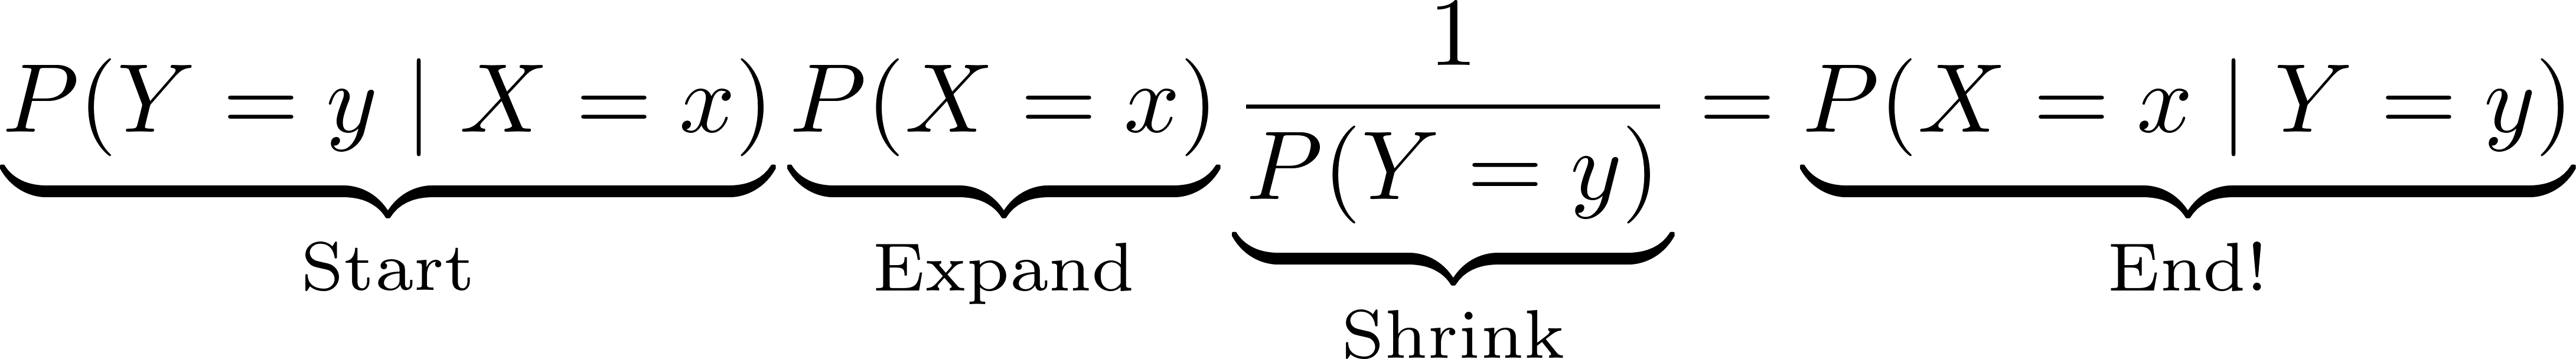 P(Y = y | X = x) P(X = x) 1/P(Y = y) = P(X = x | Y = y)
Start Expand Shrink End!